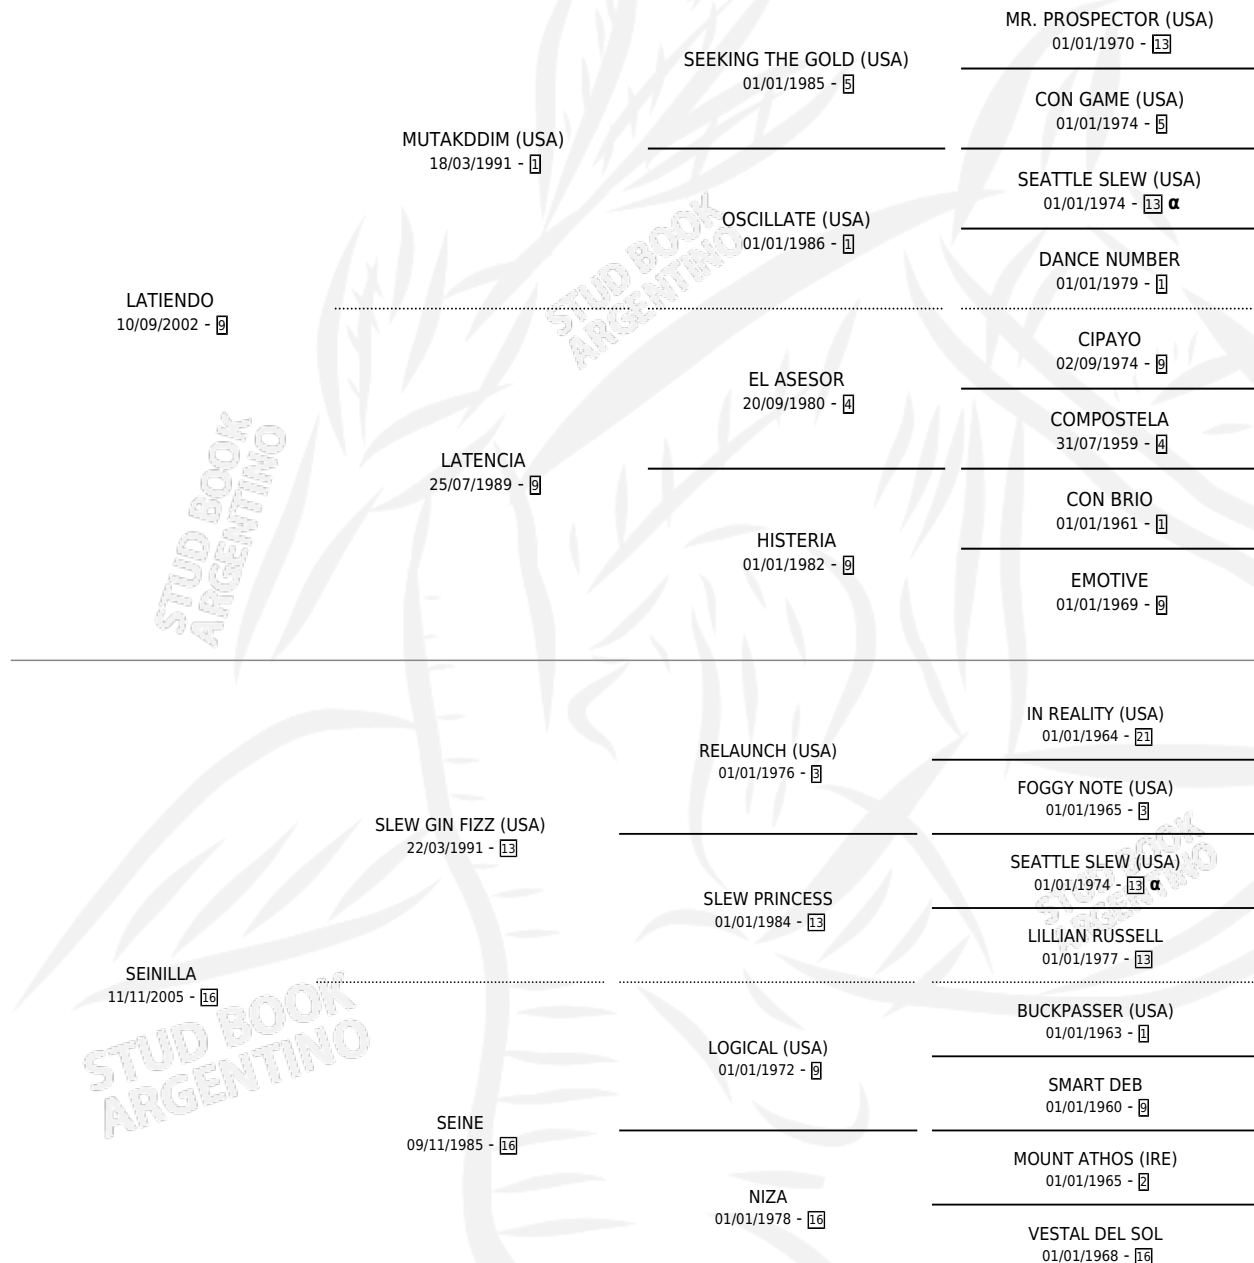 MR. PROSPECTOR (USA)
01/01/1970 - 13
SEEKING THE GOLD (USA)
01/01/1985 - 5
CON GAME (USA)
01/01/1974 - 5
MUTAKDDIM (USA)
18/03/1991 - 1
SEATTLE SLEW (USA)
01/01/1974 - 13 α
OSCILLATE (USA)
01/01/1986 - 1
DANCE NUMBER
01/01/1979 - 1
LATIENDO
10/09/2002 - 9
CIPAYO
02/09/1974 - 9
EL ASESOR
20/09/1980 - 4
COMPOSTELA
31/07/1959 - 4
LATENCIA
25/07/1989 - 9
CON BRIO
01/01/1961 - 1
HISTERIA
01/01/1982 - 9
EMOTIVE
01/01/1969 - 9
IN REALITY (USA)
01/01/1964 - 21
RELAUNCH (USA)
01/01/1976 - 3
FOGGY NOTE (USA)
01/01/1965 - 3
SLEW GIN FIZZ (USA)
22/03/1991 - 13
SEATTLE SLEW (USA)
01/01/1974 - 13 α
SLEW PRINCESS
01/01/1984 - 13
LILLIAN RUSSELL
01/01/1977 - 13
SEINILLA
11/11/2005 - 16
BUCKPASSER (USA)
01/01/1963 - 1
LOGICAL (USA)
01/01/1972 - 9
SMART DEB
01/01/1960 - 9
SEINE
09/11/1985 - 16
MOUNT ATHOS (IRE)
01/01/1965 - 2
NIZA
01/01/1978 - 16
VESTAL DEL SOL
01/01/1968 - 16
STUD BOOK
ARGENTINO
STUD BOOK
ARGENTINO
STUD BOOK
ARGENTINO
STUD BOOK
ARGENTINO